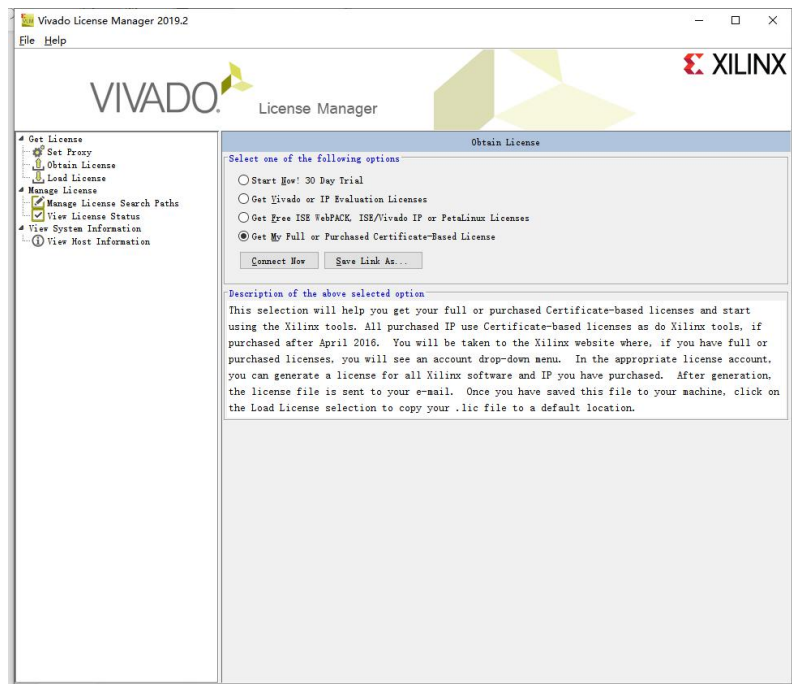 Vivado License Manager 2019.2
File Help
VIVADO.
License Manager
XILINX
Get License
Set Proxy
Obtain License
Load License
Manage License
Manage License Search Paths
View License Status
View System Information
View Host Information
Obtain License
Select one of the following options
Start Now! 30 Day Trial
Get Vivado or IP Evaluation Licenses
Get Free ISE WebPACK, ISE/Vivado IP or PetaLinux Licenses
Get My Full or Purchased Certificate-Based License
Connect Now Save Link As...
Description of the above selected option
This selection will help you get your full or purchased Certificate-based licenses and start
using the Xilinx tools. All purchased IP use Certificate-based licenses as do Xilinx tools, if
purchased after April 2016. You will be taken to the Xilinx website where, if you have full or
purchased licenses, you will see an account drop-down menu. In the appropriate license account,
you can generate a license for all Xilinx software and IP you have purchased. After generation,
the license file is sent to your e-mail. Once you have saved this file to your machine, click on
the Load License selection to copy your .lic file to a default location.